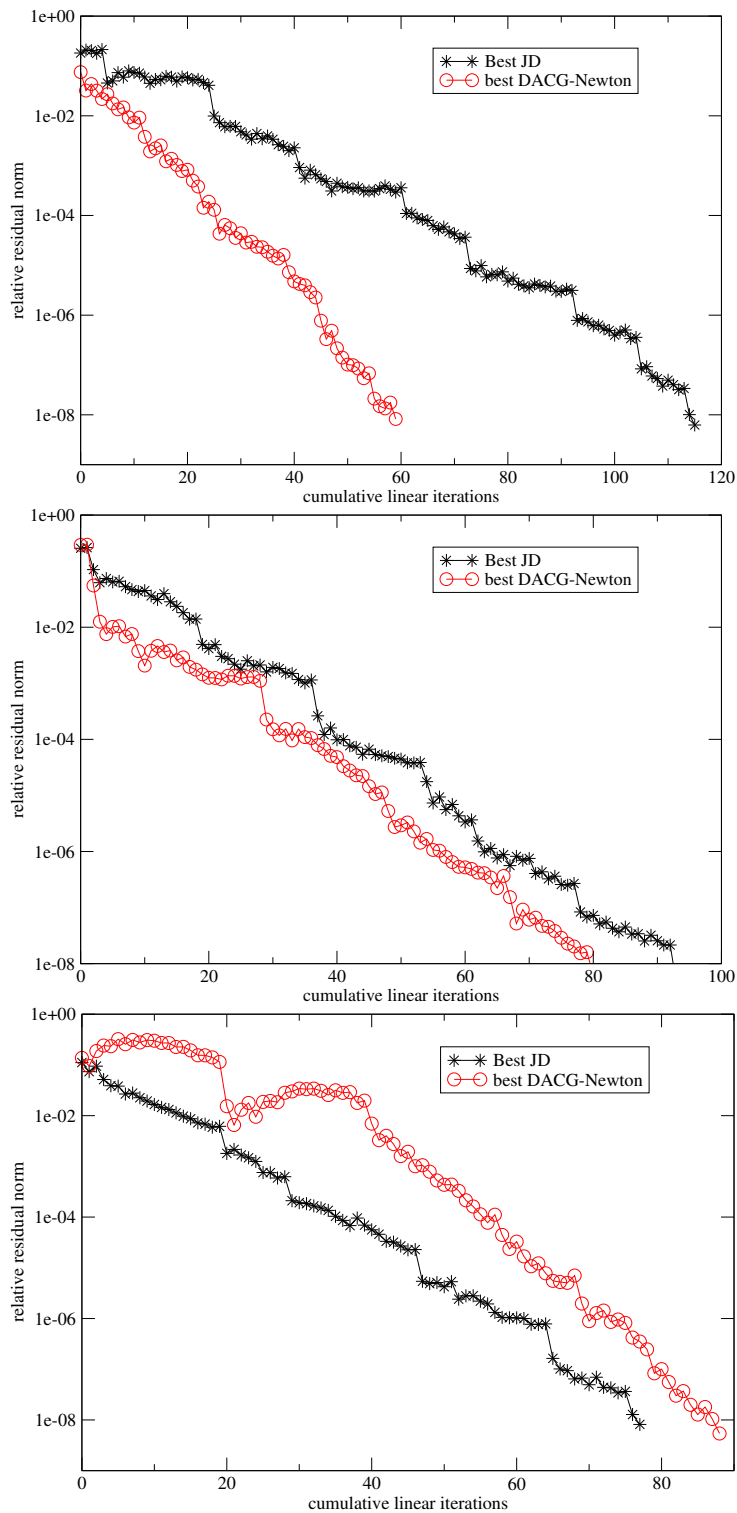 1e+00
1e-02
1e-04
1e-06
1e-08
relative residual norm
Best JD
best DACG-Newton
0 20 40 60 80 100 120
cumulative linear iterations
1e+00
1e-02
1e-04
1e-06
1e-08
relative residual norm
Best JD
best DACG-Newton
0 20 40 60 80 100
cumulative linear iterations
1e+00
1e-02
1e-04
1e-06
1e-08
relative residual norm
Best JD
best DACG-Newton
0 20 40 60 80
cumulative linear iterations